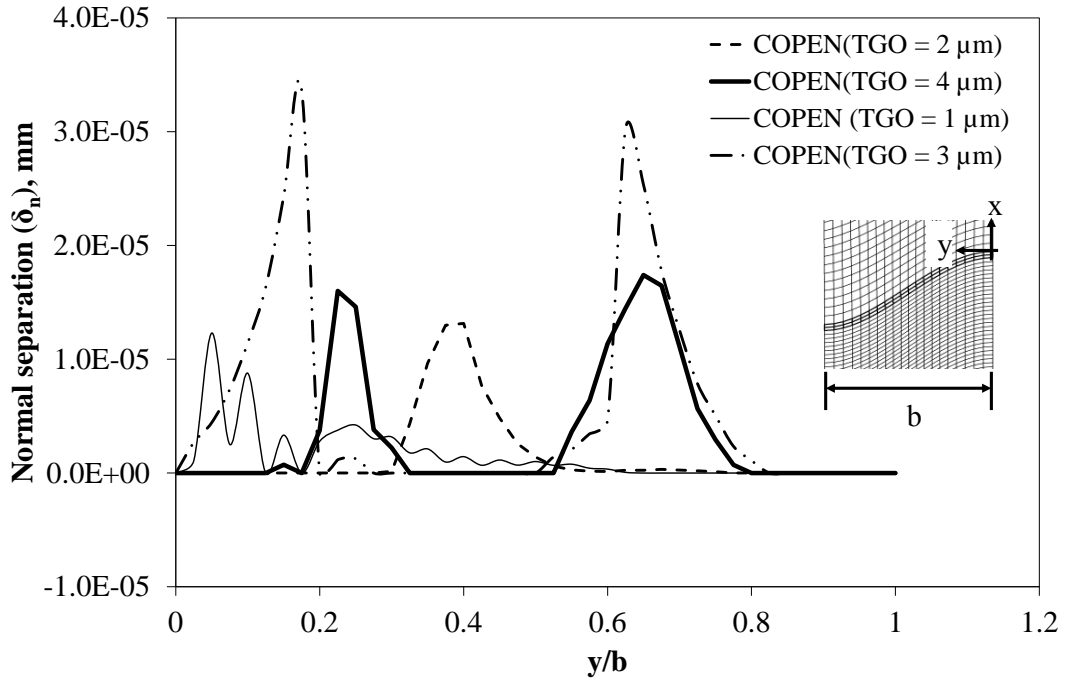 4.0E-05
3.0E-05
2.0E-05
1.0E-05
0.0E+00
-1.0E-05
Normal separation (δn), mm
0
0.2
0.4
0.6
0.8
1
1.2
y/b
COPEN(TGO = 2 µm)
COPEN(TGO = 4 µm)
COPEN (TGO = 1 µm)
COPEN(TGO = 3 µm)
x
y
b